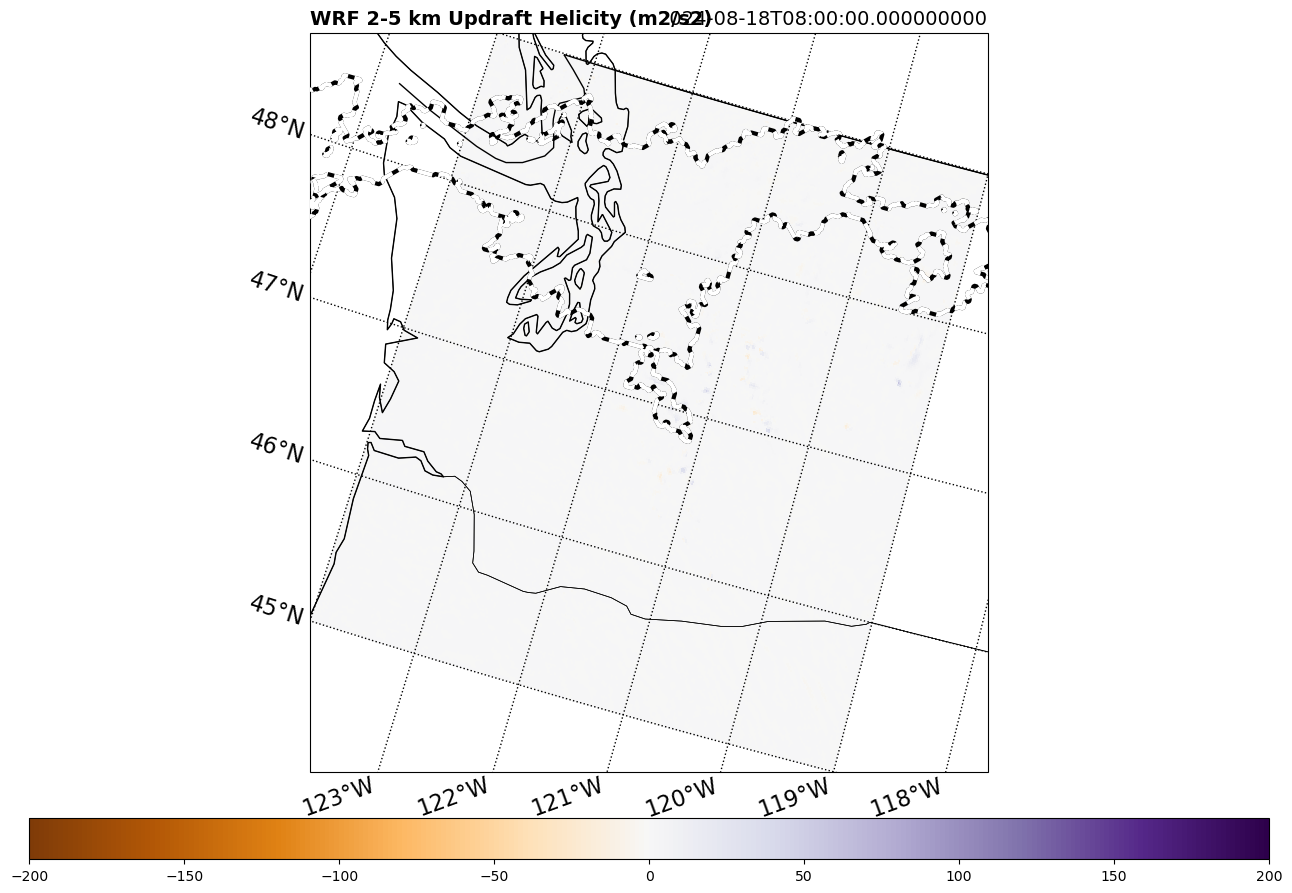 WRF 2-5 km Updraft Helicity (m2/s2) 2024-08-18T08:00:00.000000000
48°N
47°N
46°N
45°N
123°W 122°W 121°W 120°W 119°W 118°W
−200 −150 −100 −50 0 50 100 150 200